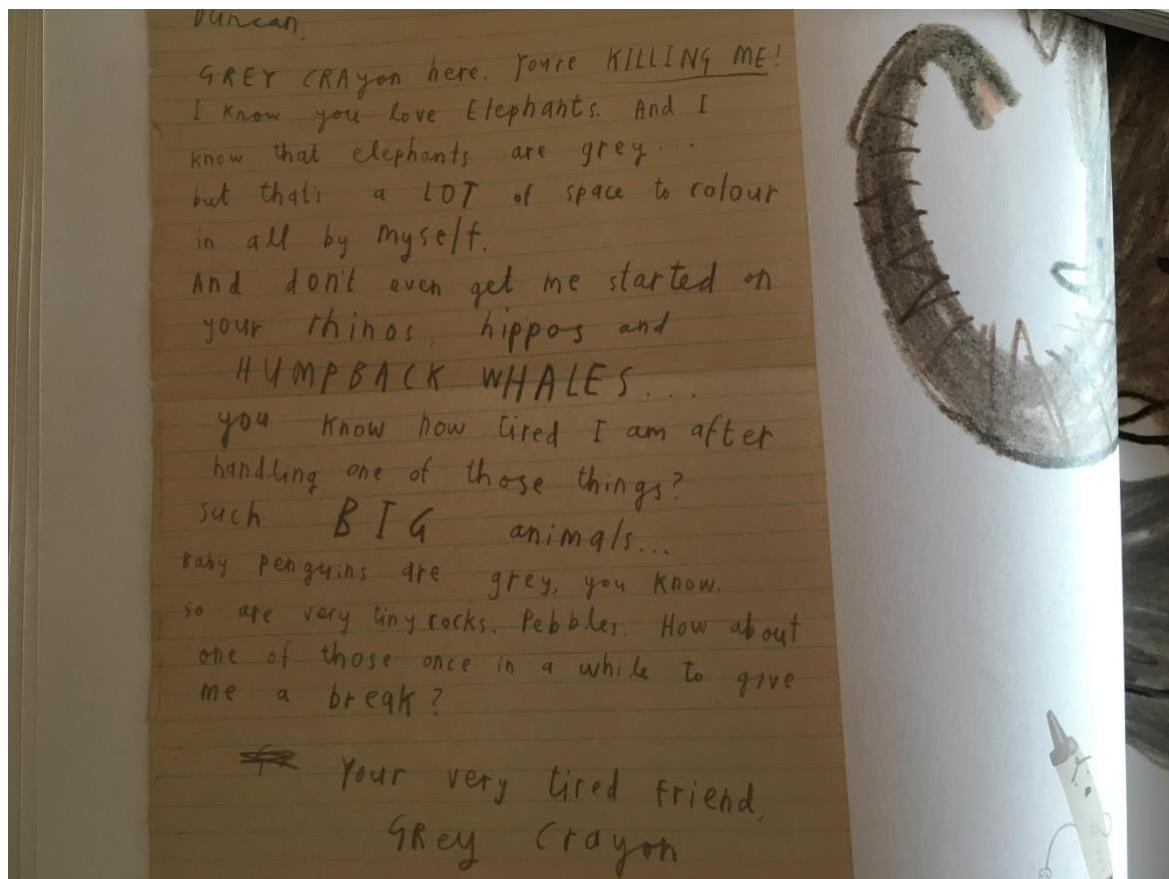 Duncan,
GREY CRAyon here. You're KILLING ME!
I know you love Elephants. And I
know that elephants are grey...
but that's a LOT of space to colour
in all by myself.
And don't even get me started on
your rhinos, hippos and
HUMPBACK WHALES...
you know how tired I am after
handling one of those things?
such BIG animals...
Baby penguins are grey, you know.
so are very tiny rocks. Pebbles. How about
one of those once in a while to give
me a break?
Your very tired friend,
GRey Crayon